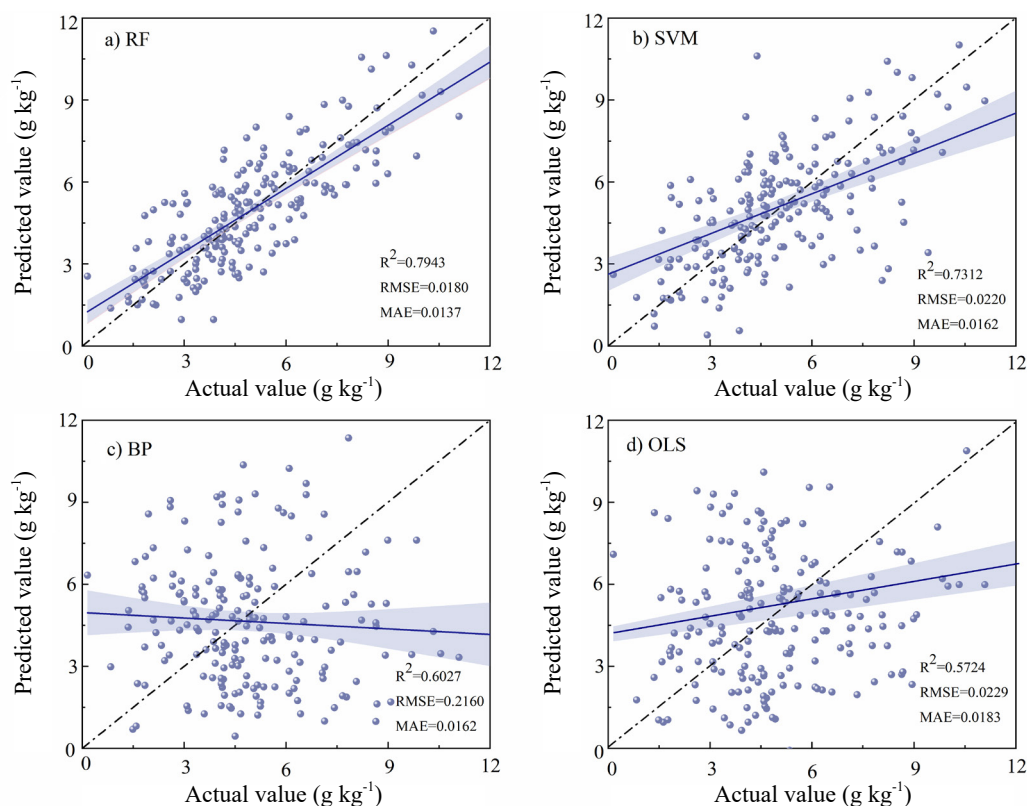 a) RF
12
9
6
3
0
Predicted value (g kg⁻¹)
R²=0.7943
RMSE=0.0180
MAE=0.0137
0 3 6 9 12
Actual value (g kg⁻¹)
b) SVM
12
9
6
3
0
Predicted value (g kg⁻¹)
R²=0.7312
RMSE=0.0220
MAE=0.0162
0 3 6 9 12
Actual value (g kg⁻¹)
c) BP
12
9
6
3
0
Predicted value (g kg⁻¹)
R²=0.6027
RMSE=0.2160
MAE=0.0162
0 3 6 9 12
Actual value (g kg⁻¹)
d) OLS
12
9
6
3
0
Predicted value (g kg⁻¹)
R²=0.5724
RMSE=0.0229
MAE=0.0183
0 3 6 9 12
Actual value (g kg⁻¹)